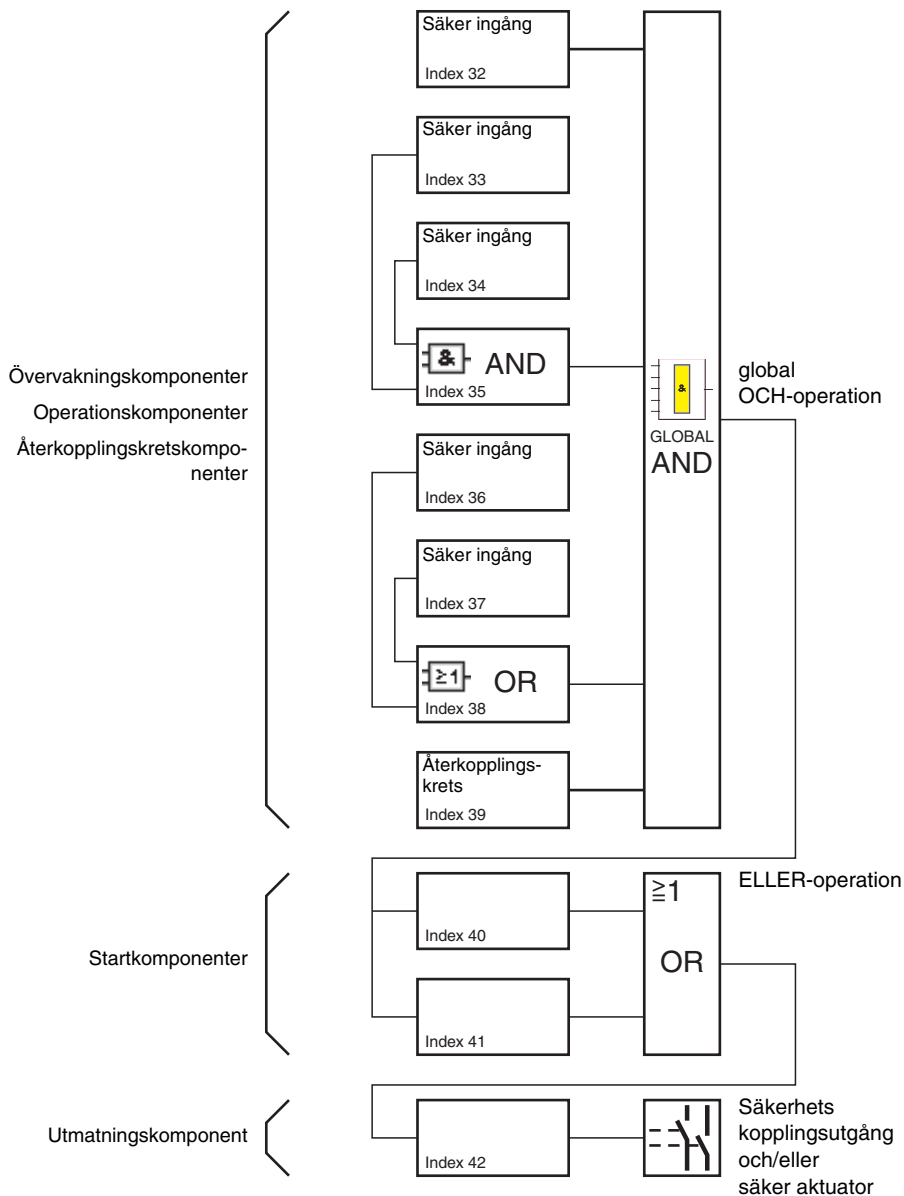 Säker ingång
Index 32
Säker ingång
Index 33
Säker ingång
Index 34
& AND
Index 35
Säker ingång
Index 36
Säker ingång
Index 37
≥1 OR
Index 38
Återkopplings-
krets
Index 39
Övervakningskomponenter
Operationskomponenter
Återkopplingskretskompo-
nenter
&
GLOBAL
AND
global
OCH-operation
Startkomponenter
Index 40
Index 41
≧1
OR
ELLER-operation
Utmatningskomponent
Index 42
Säkerhets
kopplingsutgång
och/eller
säker aktuator